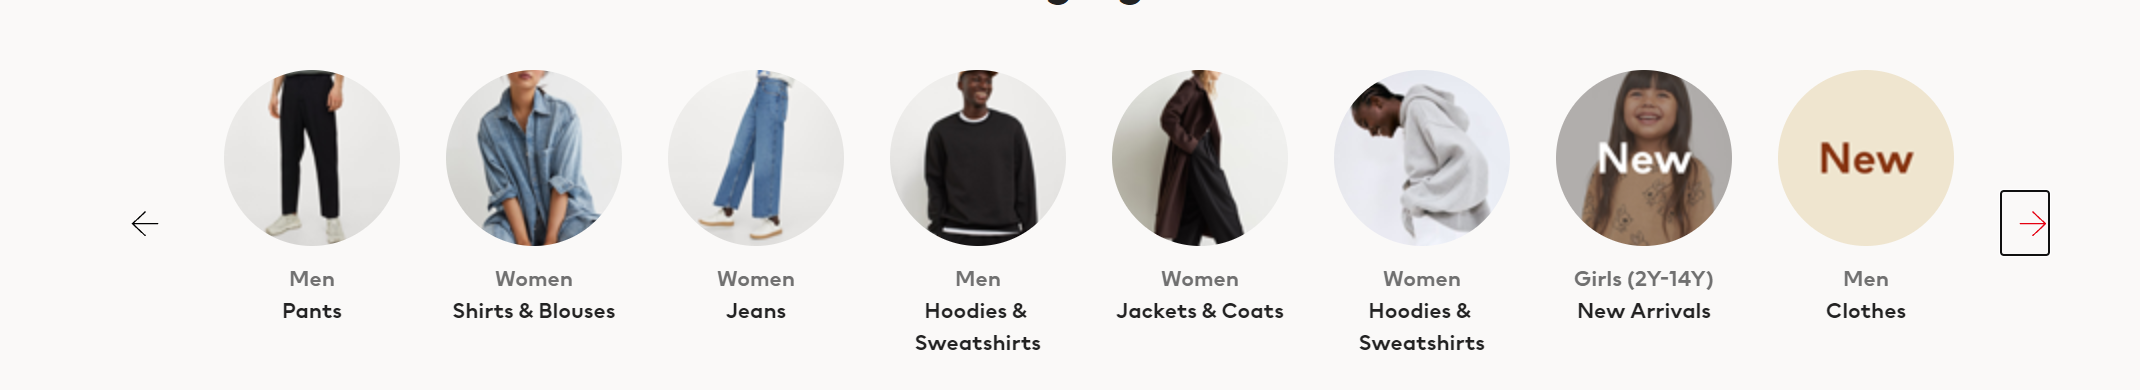 New
New
Men
Pants
Women
Shirts & Blouses
Women
Jeans
Men
Hoodies &
Sweatshirts
Women
Jackets & Coats
Women
Hoodies &
Sweatshirts
Girls (2Y-14Y)
New Arrivals
Men
Clothes